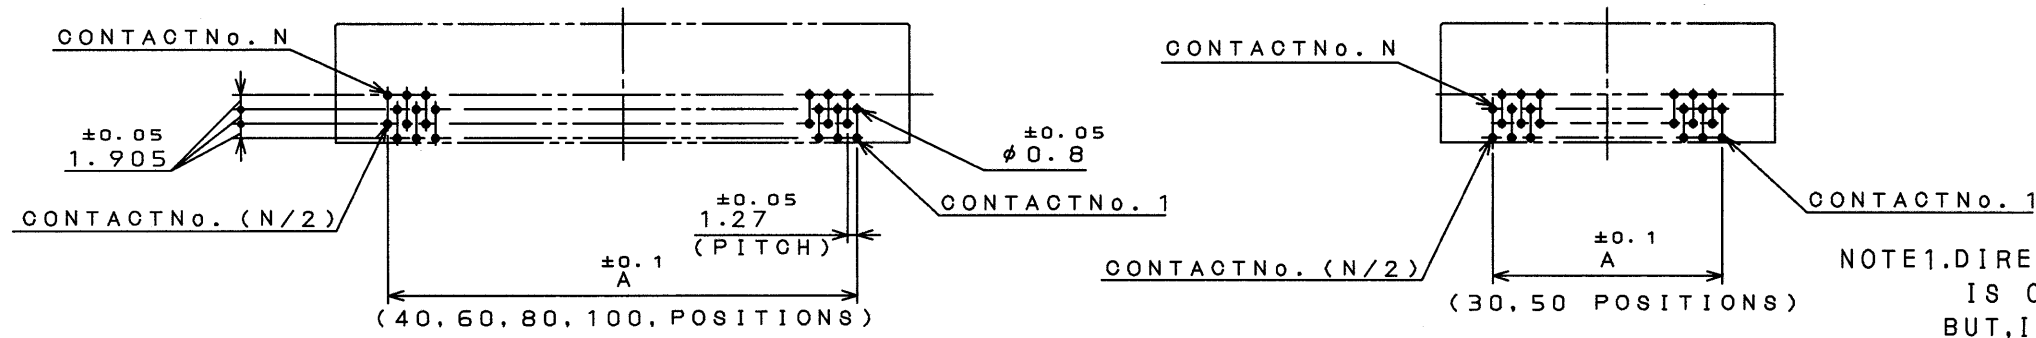 CONTACTNo. N
±0.05
1.905
CONTACTNo. (N/2)
±0.05
φ0.8
CONTACTNo. 1
±0.05
1.27
(PITCH)
±0.1
A
(40,60,80,100,POSITIONS)
CONTACTNo. N
CONTACTNo. 1
CONTACTNo. (N/2)
±0.1
A
(30,50 POSITIONS)
NOTE1.DIRE
IS
BUT,I